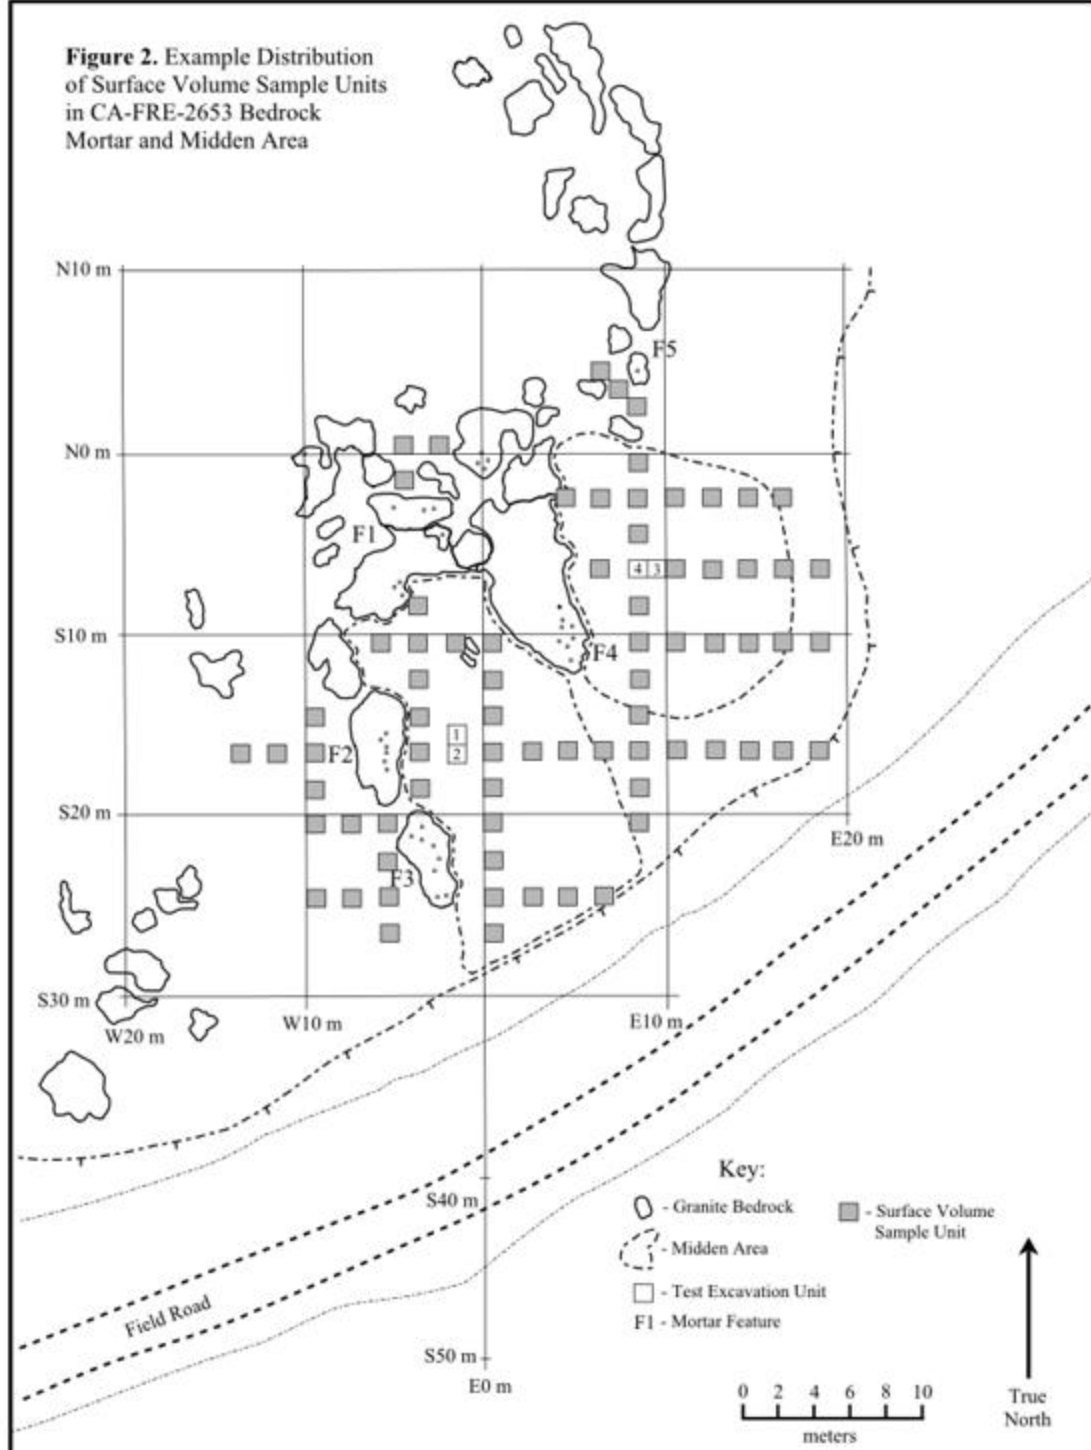 Figure 2. Example Distribution
of Surface Volume Sample Units
in CA-FRE-2653 Bedrock
Mortar and Midden Area
N10 m
F5
N0 m
F1
4 3
S10 m
F4
1
F2
2
S20 m
E20 m
F3
S30 m
W20 m
W10 m
E10 m
Key:
S40 m
- Granite Bedrock
- Surface Volume
Sample Unit
- Midden Area
- Test Excavation Unit
F1 - Mortar Feature
Field Road
S50 m
E0 m
0 2 4 6 8 10
meters
True
North